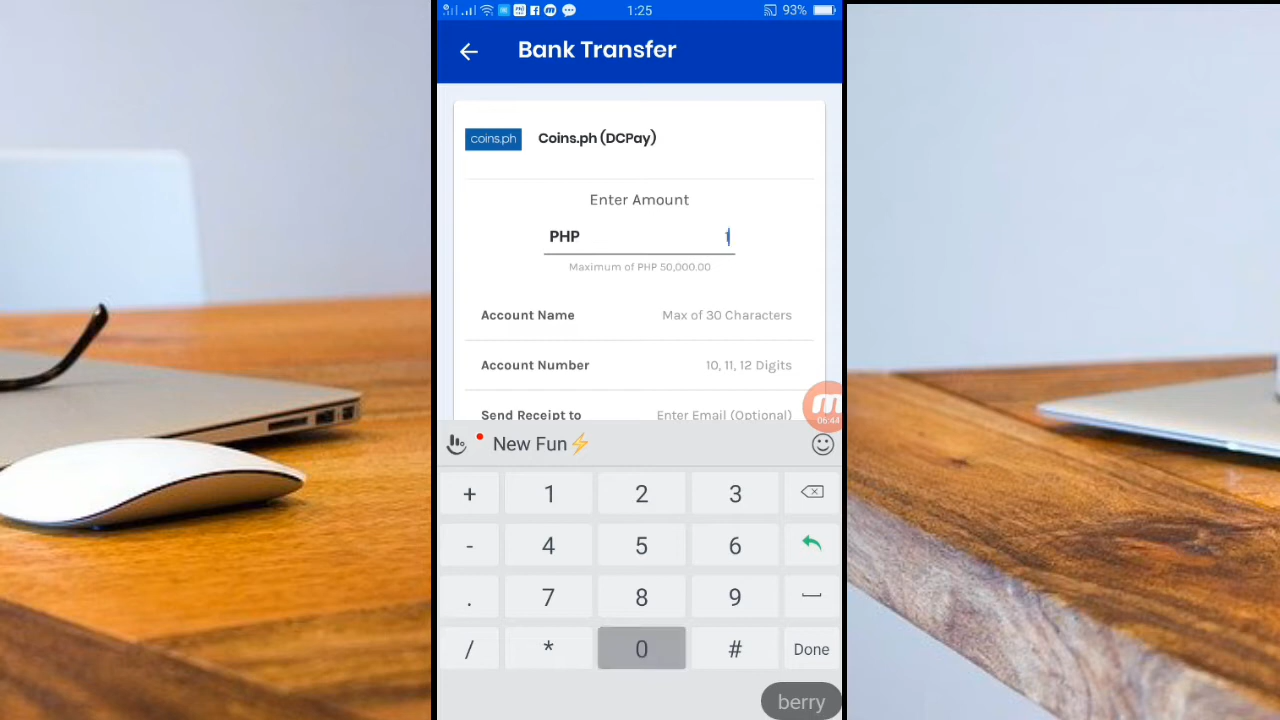 1:25
93%
Bank Transfer
coins.ph
Coins.ph (DCPay)
Enter Amount
PHP 1
Maximum of PHP 50,000.00
Account Name Max of 30 Characters
Account Number 10, 11, 12 Digits
Send Receipt to Enter Email (Optional)
06:44
New Fun⚡
+ 1 2 3
- 4 5 6
. 7 8 9
/ * 0 # Done
berry